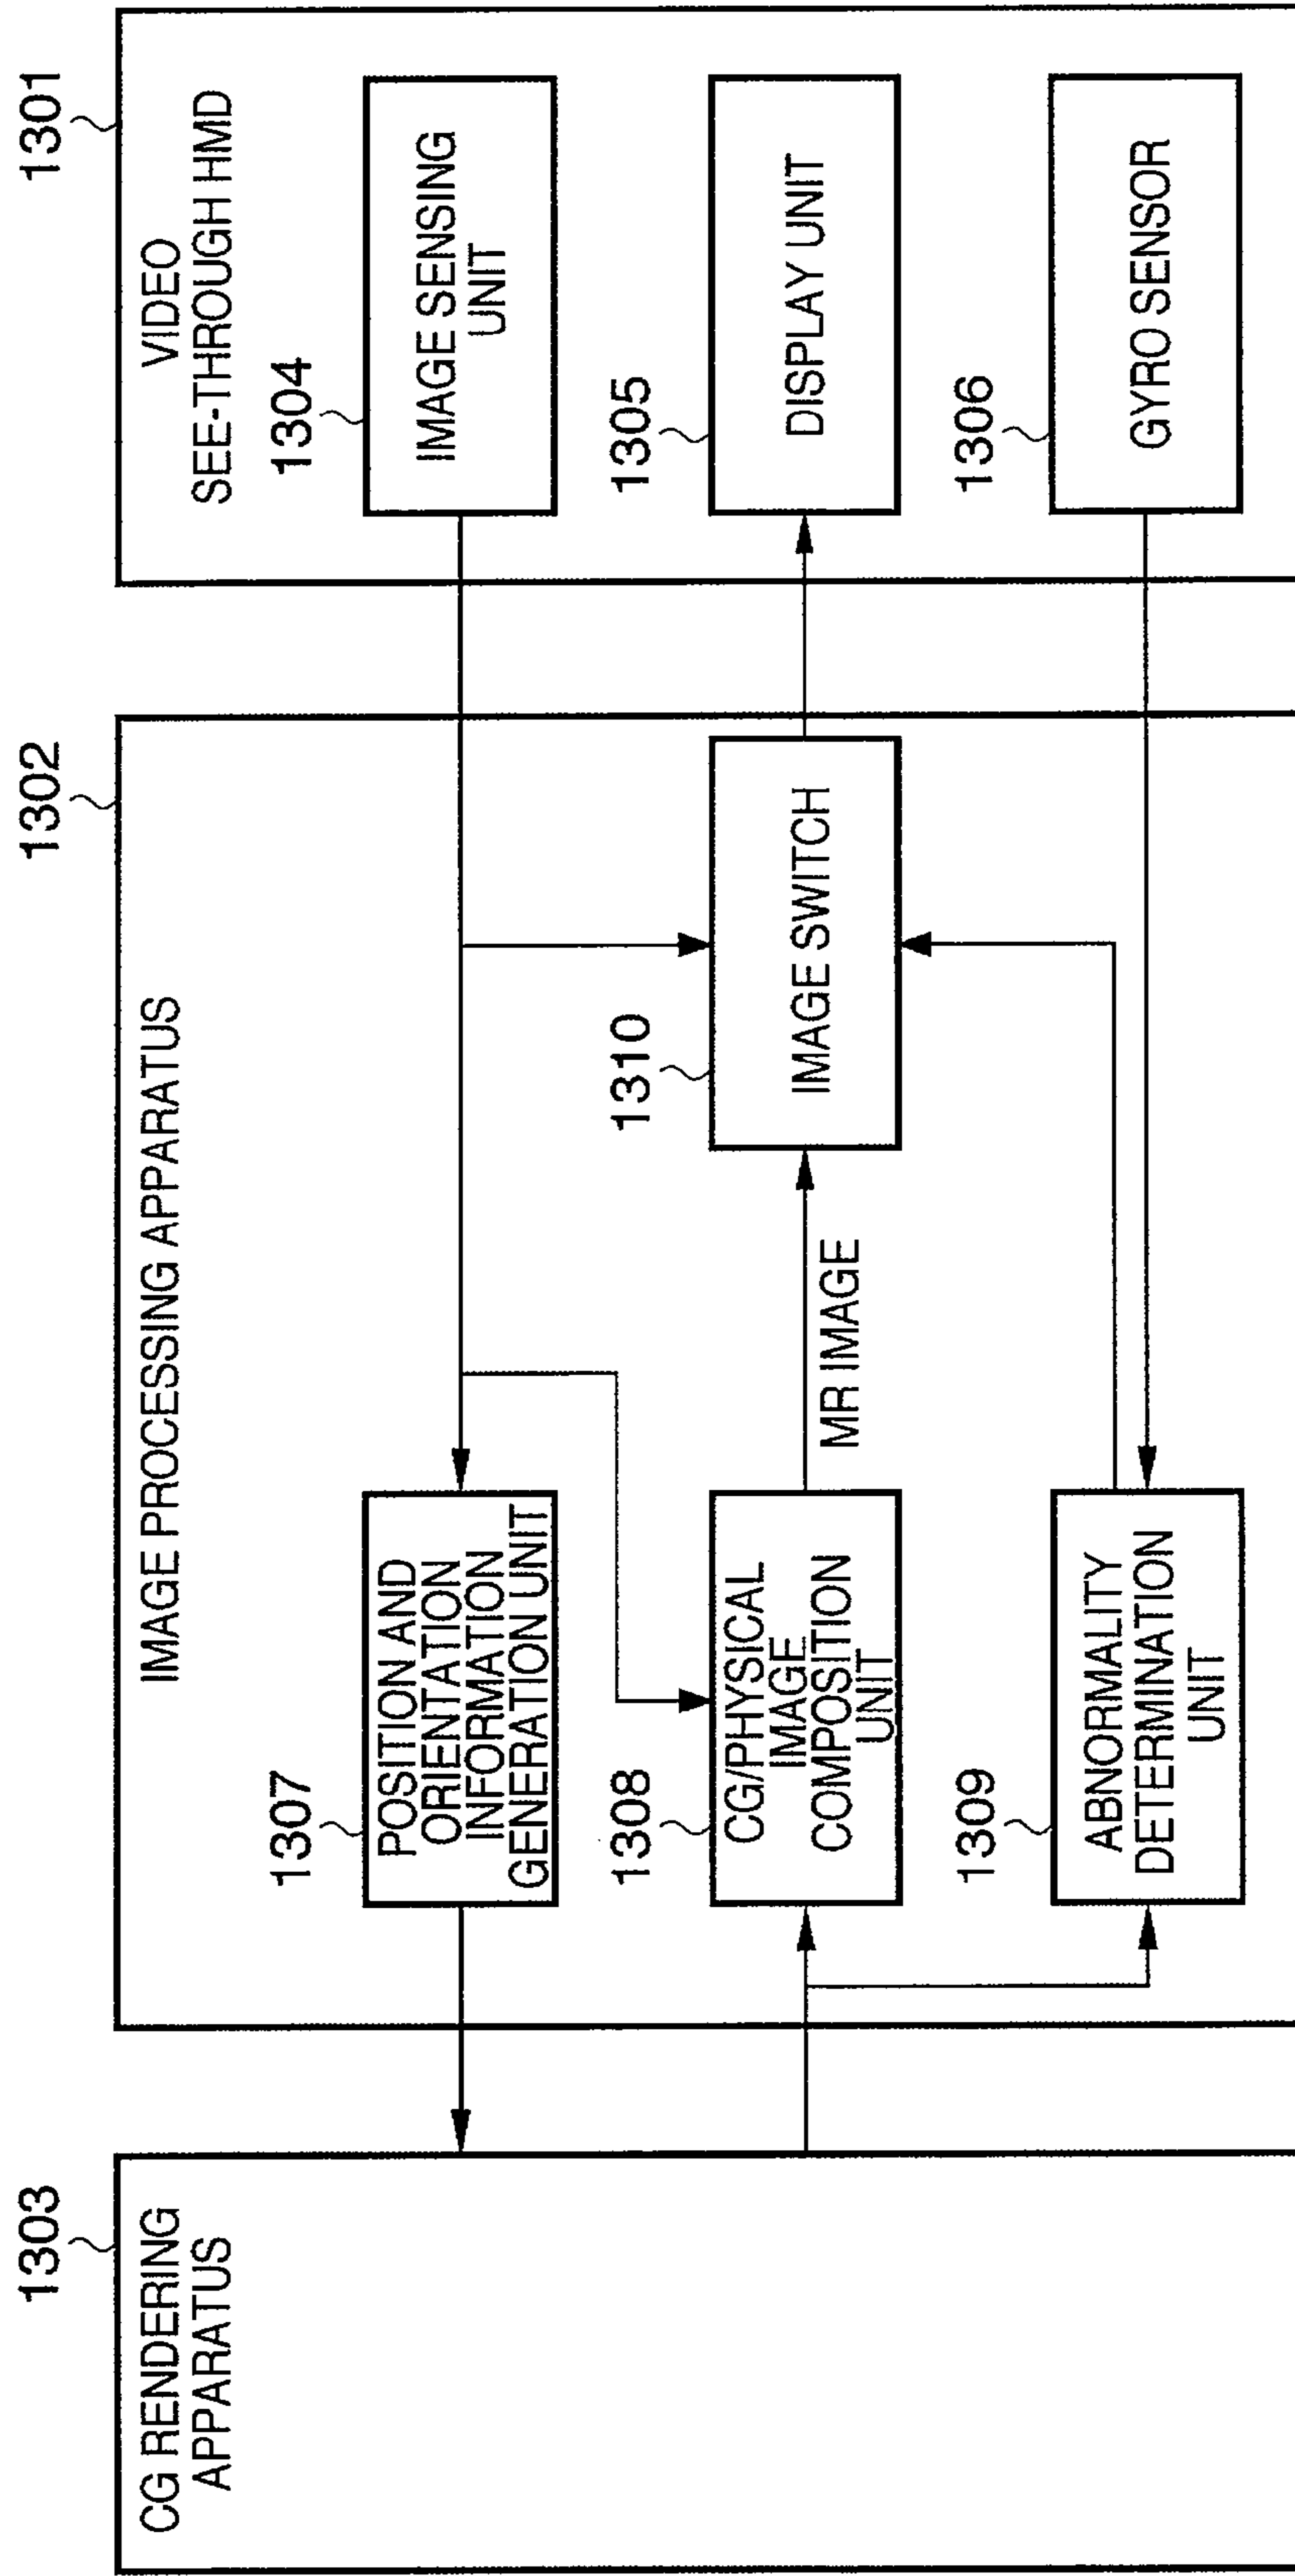 1303
CG RENDERING
APPARATUS
1302
IMAGE PROCESSING APPARATUS
1307
POSITION AND
ORIENTATION
INFORMATION
GENERATION UNIT
1308
CG/PHYSICAL
IMAGE
COMPOSITION
UNIT
MR IMAGE
1310
IMAGE SWITCH
1309
ABNORMALITY
DETERMINATION
UNIT
1301
VIDEO
SEE-THROUGH HMD
1304
IMAGE SENSING
UNIT
1305
DISPLAY UNIT
1306
GYRO SENSOR